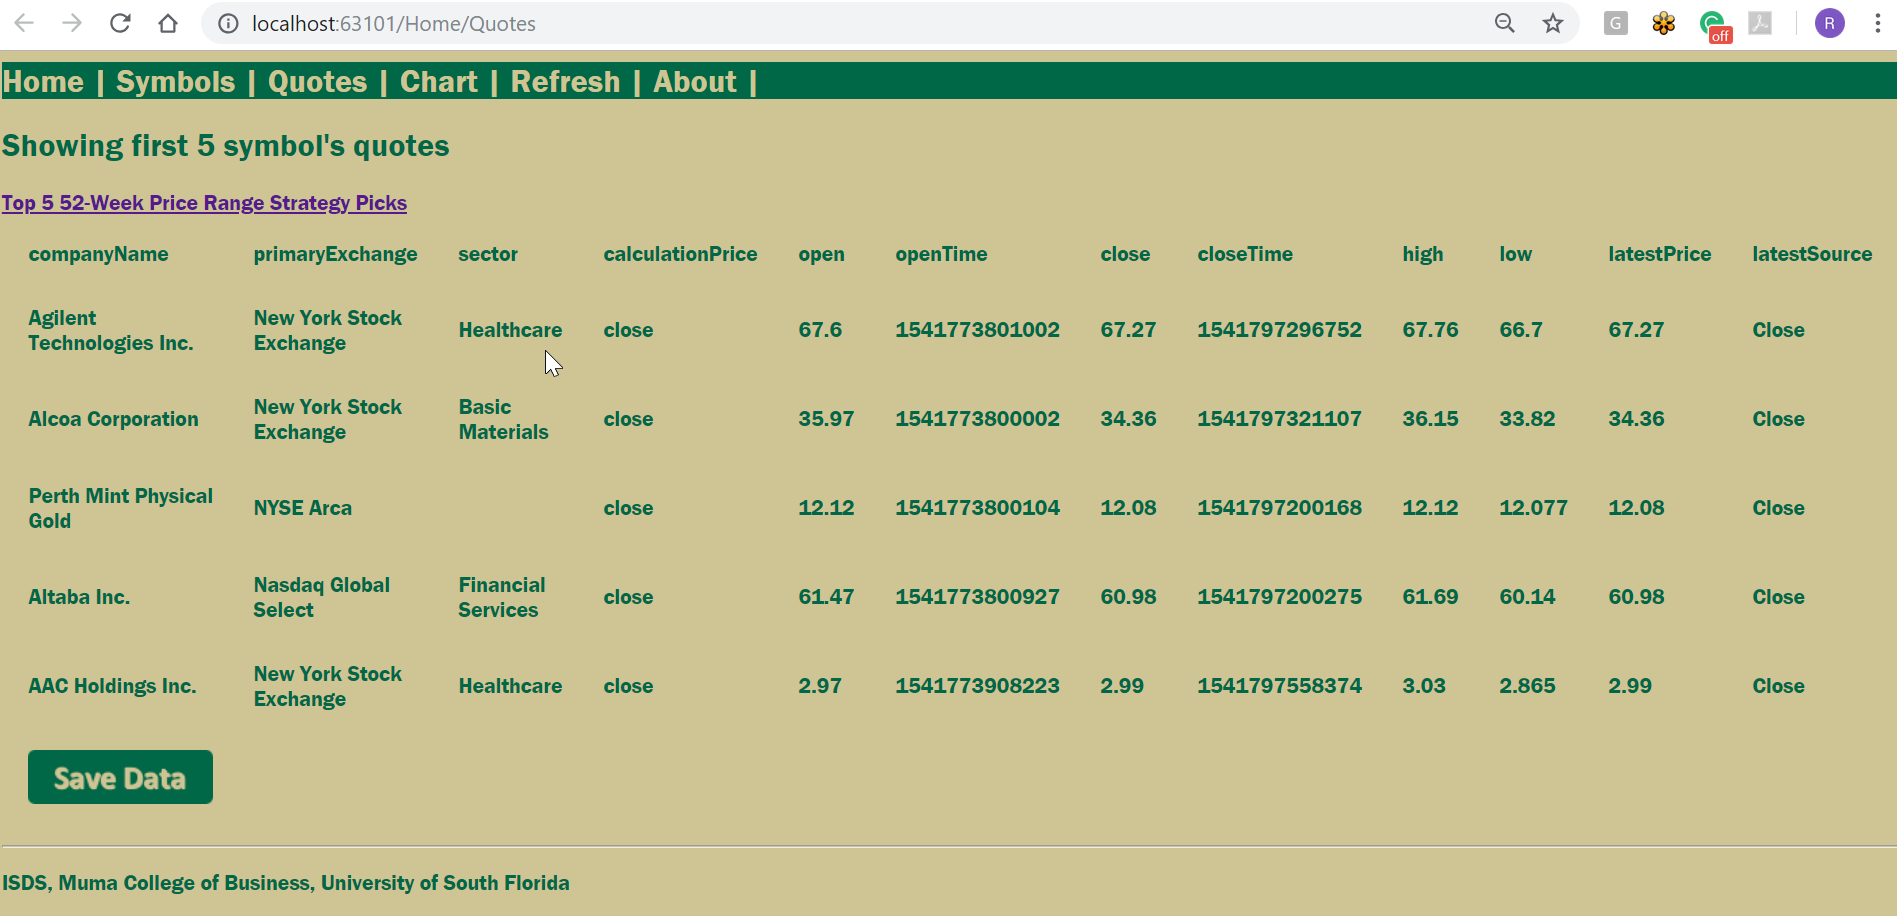 localhost:63101/Home/Quotes
G
off
R
Home | Symbols | Quotes | Chart | Refresh | About |
Showing first 5 symbol's quotes
Top 5 52-Week Price Range Strategy Picks
companyName primaryExchange sector calculationPrice open openTime close closeTime high low latestPrice latestSource
Agilent Technologies Inc. New York Stock Exchange Healthcare close 67.6 1541773801002 67.27 1541797296752 67.76 66.7 67.27 Close
Alcoa Corporation New York Stock Exchange Basic Materials close 35.97 1541773800002 34.36 1541797321107 36.15 33.82 34.36 Close
Perth Mint Physical Gold NYSE Arca close 12.12 1541773800104 12.08 1541797200168 12.12 12.077 12.08 Close
Altaba Inc. Nasdaq Global Select Financial Services close 61.47 1541773800927 60.98 1541797200275 61.69 60.14 60.98 Close
AAC Holdings Inc. New York Stock Exchange Healthcare close 2.97 1541773908223 2.99 1541797558374 3.03 2.865 2.99 Close
Save Data
ISDS, Muma College of Business, University of South Florida